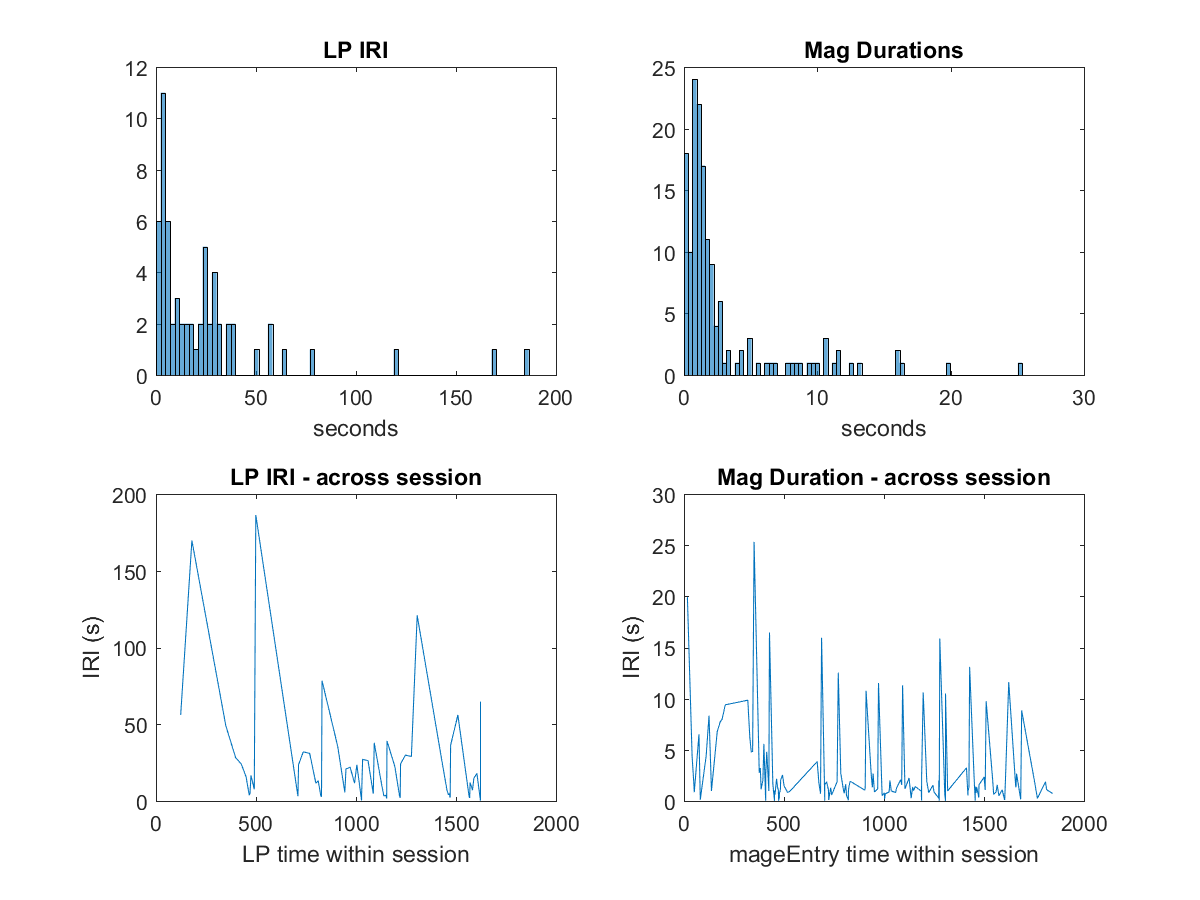 LP IRI
12
10
8
6
4
2
0
0 50 100 150 200
seconds
Mag Durations
25
20
15
10
5
0
0 10 20 30
seconds
LP IRI - across session
200
150
100
50
0
IRI (s)
0 500 1000 1500 2000
LP time within session
Mag Duration - across session
30
25
20
15
10
5
0
IRI (s)
0 500 1000 1500 2000
mageEntry time within session